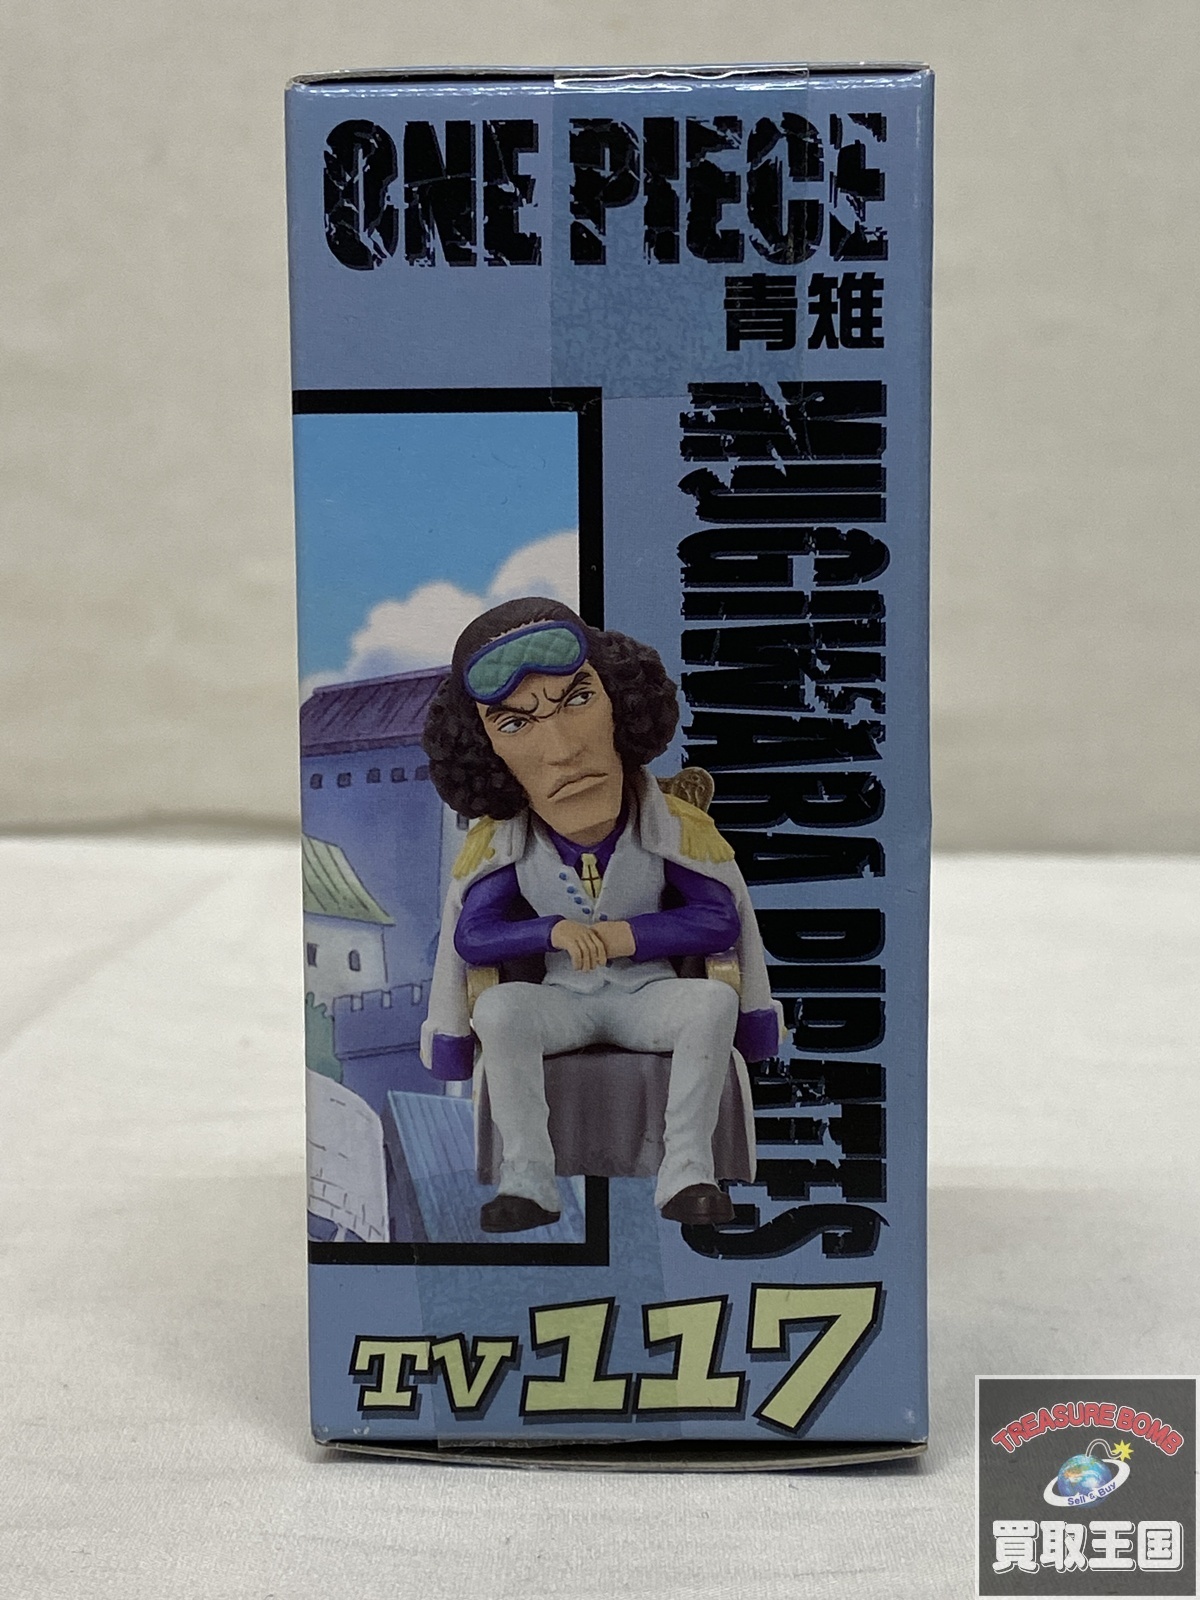 ONE PIECE
青雉
MUGIWARA PIRATES
TV117
TREASURE BOMB
Sell & Buy
買取王国